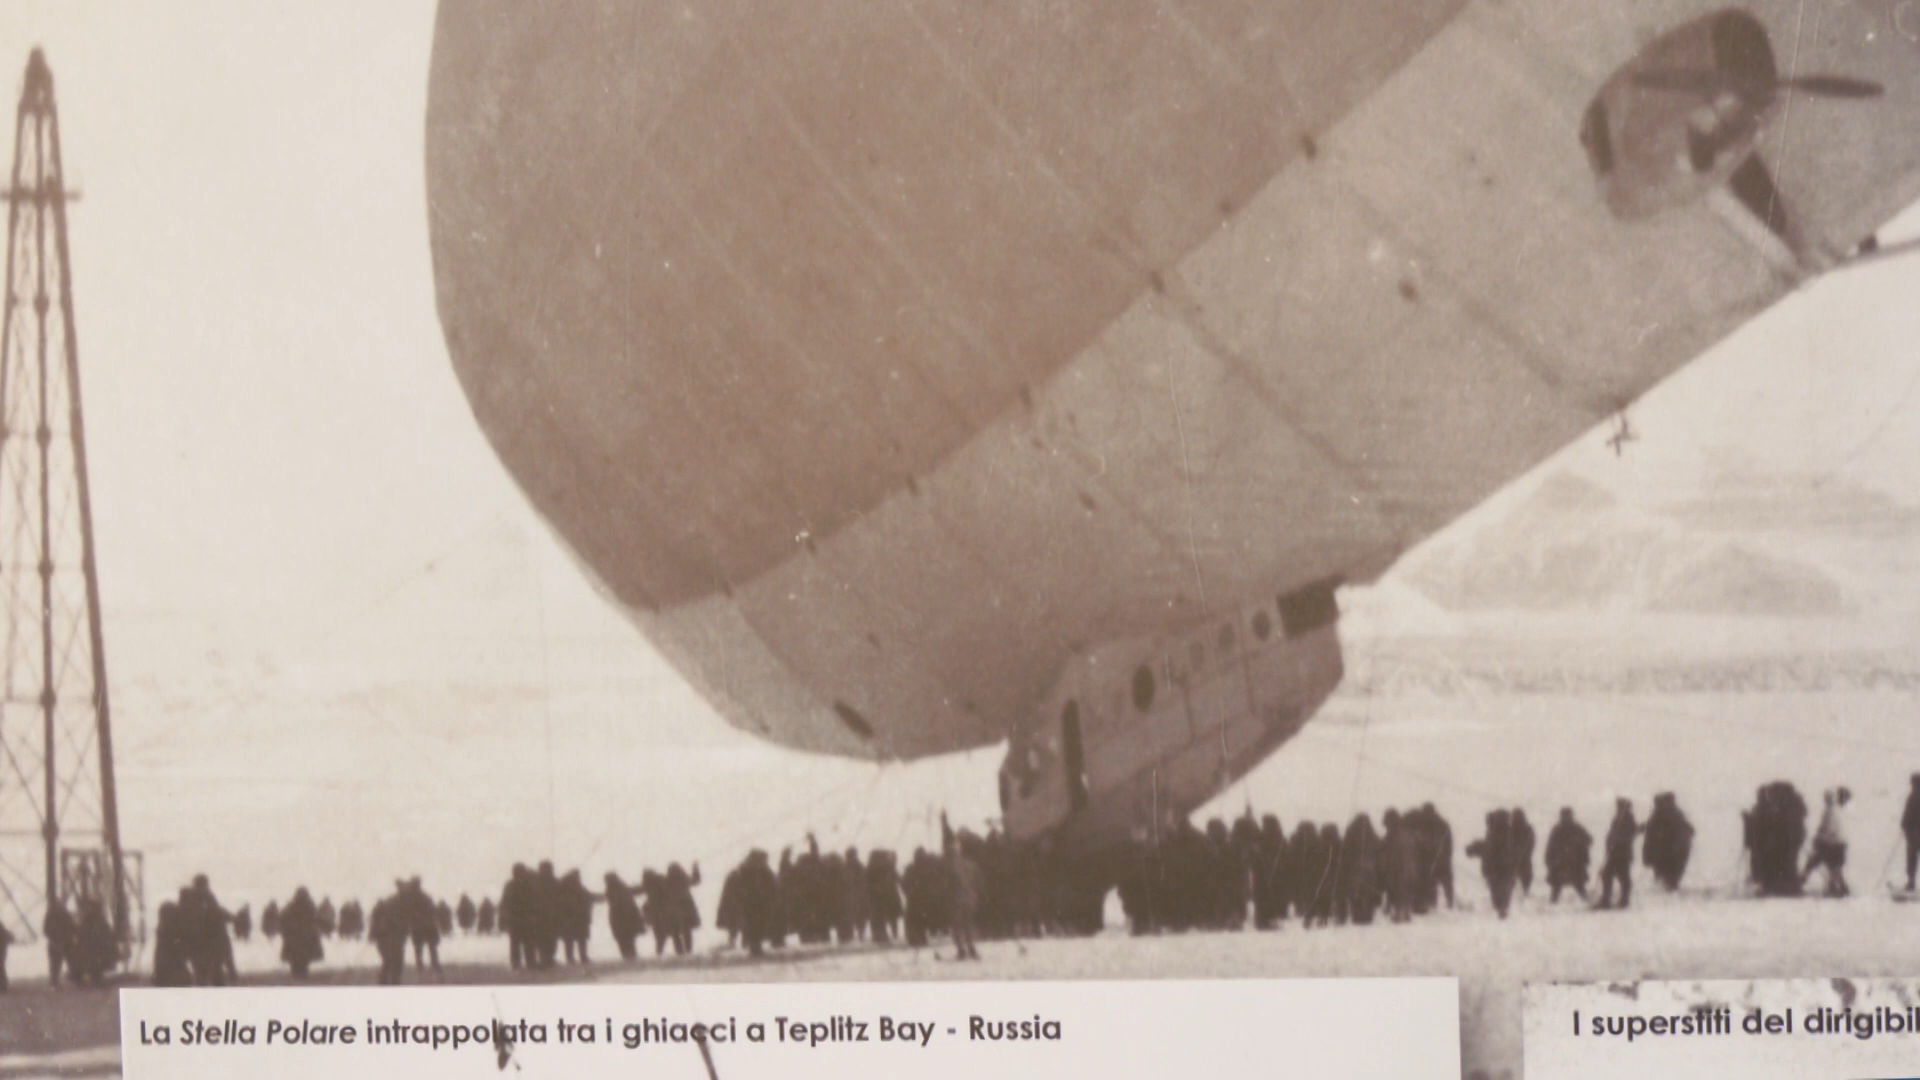 La Stella Polare intrappolata tra i ghiacci a Teplitz Bay - Russia
I superstiti del dirigibil